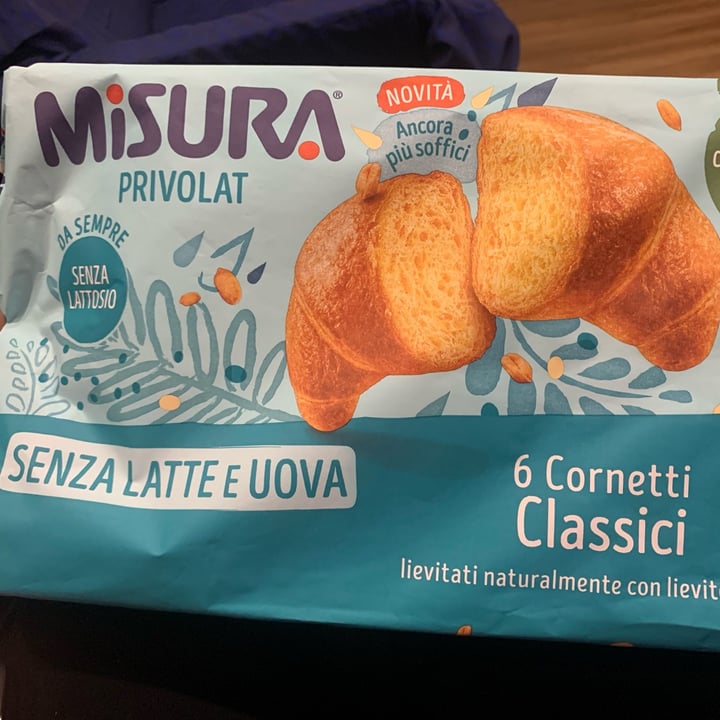 MiSURA®
PRIVOLAT
NOVITÀ
Ancora
più soffici
DA SEMPRE
SENZA
LATTOSIO
SENZA LATTE E UOVA
6 Cornetti
Classici
lievitati naturalmente con